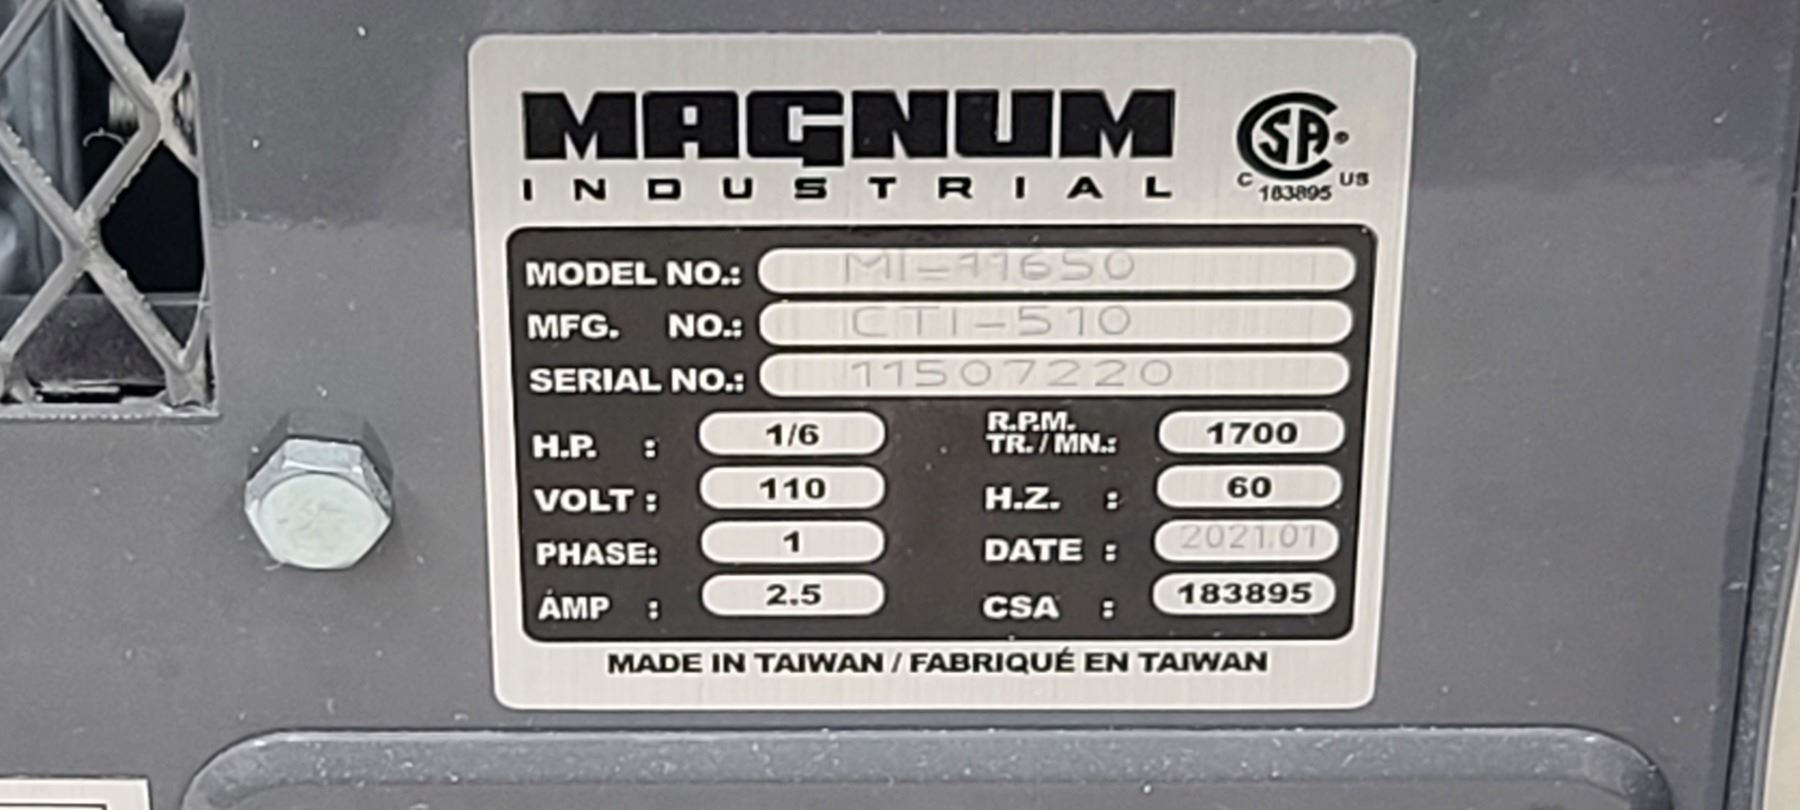 MAGNUM
INDUSTRIAL
CSA®
C US
183895
MODEL NO.: MI-11650
MFG. NO.: CTI-510
SERIAL NO.: 11507220
H.P. : 1/6 R.P.M. TR./MN.: 1700
VOLT : 110 H.Z. : 60
PHASE: 1 DATE : 2021.01
ÁMP : 2.5 CSA : 183895
MADE IN TAIWAN / FABRIQUÉ EN TAIWAN